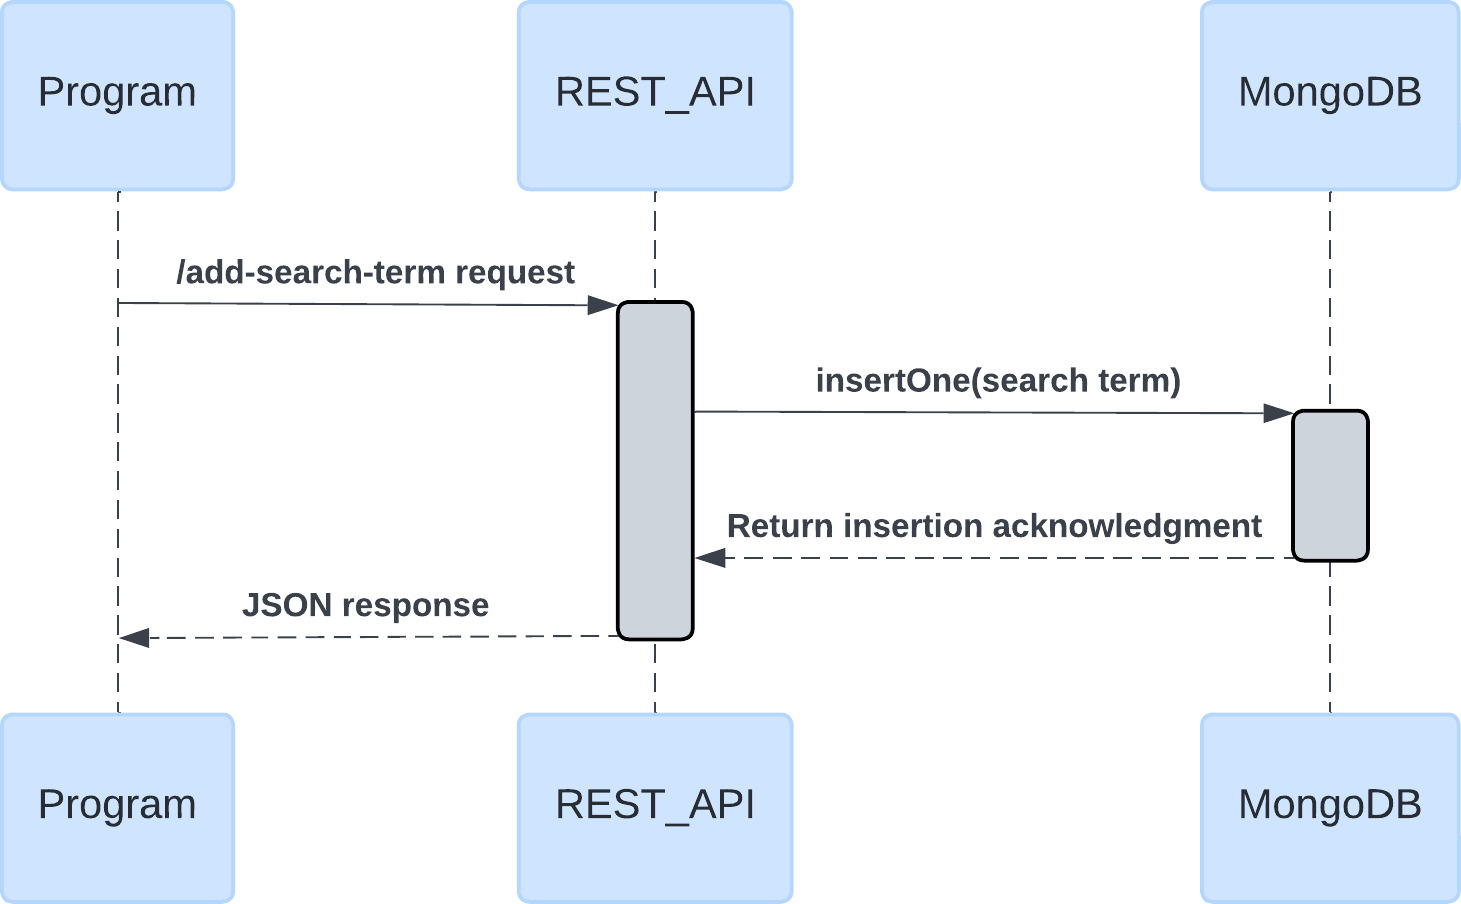 Program
REST_API
MongoDB
/add-search-term request
insertOne(search term)
Return insertion acknowledgment
JSON response
Program
REST_API
MongoDB